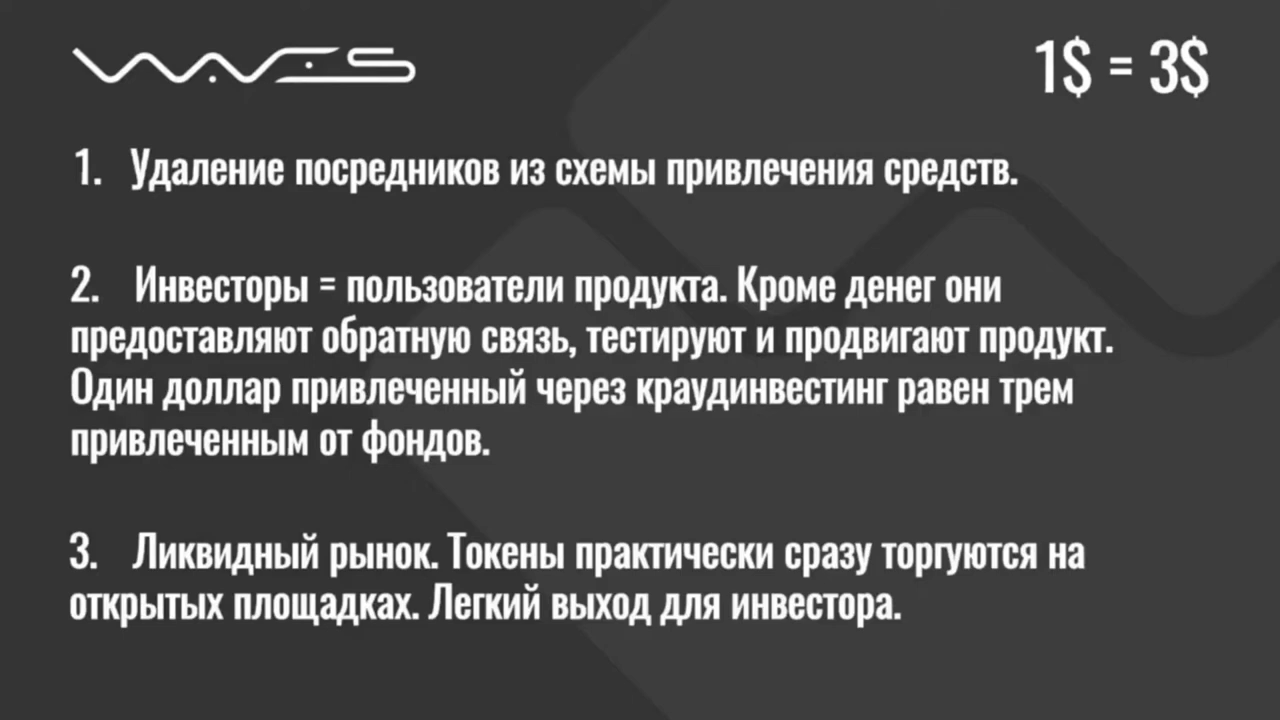 WAVES
1$ = 3$
1. Удаление посредников из схемы привлечения средств.
2. Инвесторы = пользователи продукта. Кроме денег они
предоставляют обратную связь, тестируют и продвигают продукт.
Один доллар привлеченный через краудинвестинг равен трем
привлеченным от фондов.
3. Ликвидный рынок. Токены практически сразу торгуются на
открытых площадках. Легкий выход для инвестора.